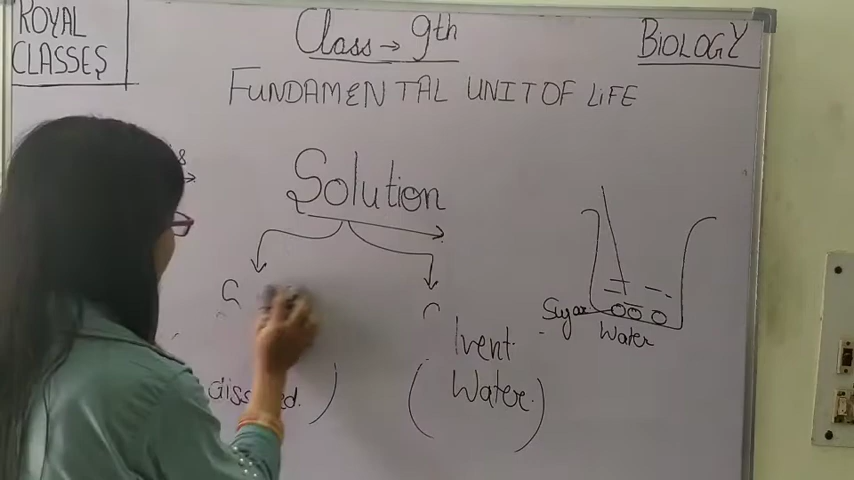 ROYAL
CLASSES
Class → 9th
BIOLOGY
FUNDAMENTAL UNIT OF LIFE
Solution
Sugar
Water
lvent
Water.